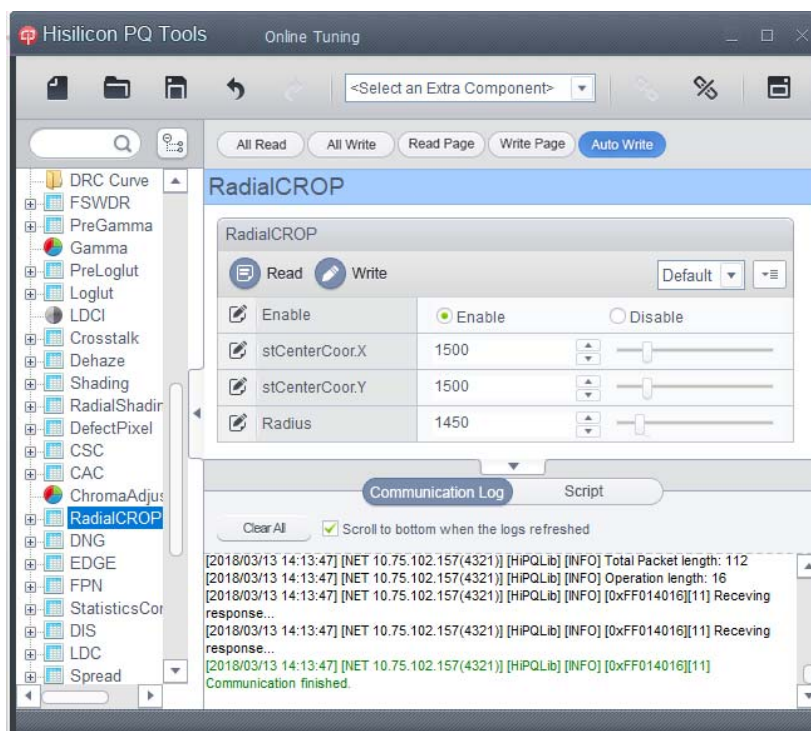 Hisilicon PQ Tools
Online Tuning
<Select an Extra Component>
All Read
All Write
Read Page
Write Page
Auto Write
DRC Curve
FSWDR
PreGamma
Gamma
PreLoglut
Loglut
LDCI
Crosstalk
Dehaze
Shading
RadialShadin
DefectPixel
CSC
CAC
ChromaAdjus
RadialCROP
DNG
EDGE
FPN
StatisticsCor
DIS
LDC
Spread
RadialCROP
RadialCROP
Read
Write
Default
Enable
Enable
Disable
stCenterCoor.X
1500
stCenterCoor.Y
1500
Radius
1450
Communication Log
Script
Clear All
Scroll to bottom when the logs refreshed
[2018/03/13 14:13:47] [NET 10.75.102.157(4321)] [HiPQLib] [INFO] Total Packet length: 112
[2018/03/13 14:13:47] [NET 10.75.102.157(4321)] [HiPQLib] [INFO] Operation length: 16
[2018/03/13 14:13:47] [NET 10.75.102.157(4321)] [HiPQLib] [INFO] [0xFF014016][11] Receving
response...
[2018/03/13 14:13:47] [NET 10.75.102.157(4321)] [HiPQLib] [INFO] [0xFF014016][11] Receving
response...
[2018/03/13 14:13:47] [NET 10.75.102.157(4321)] [HiPQLib] [INFO] [0xFF014016][11]
Communication finished.